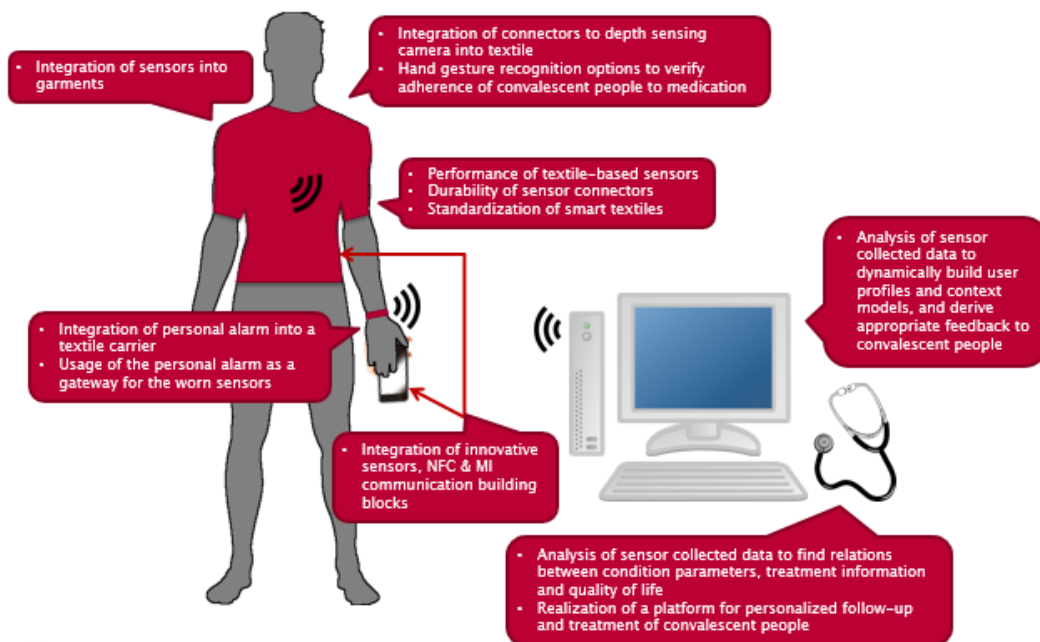 • Integration of sensors into
garments
• Integration of connectors to depth sensing
camera into textile
• Hand gesture recognition options to verify
adherence of convalescent people to medication
• Performance of textile-based sensors
• Durability of sensor connectors
• Standardization of smart textiles
• Analysis of sensor
collected data to
dynamically build user
profiles and context
models, and derive
appropriate feedback to
convalescent people
• Integration of personal alarm into a
textile carrier
• Usage of the personal alarm as a
gateway for the worn sensors
• Integration of innovative
sensors, NFC & MI
communication building
blocks
• Analysis of sensor collected data to find relations
between condition parameters, treatment information
and quality of life
• Realization of a platform for personalized follow-up
and treatment of convalescent people